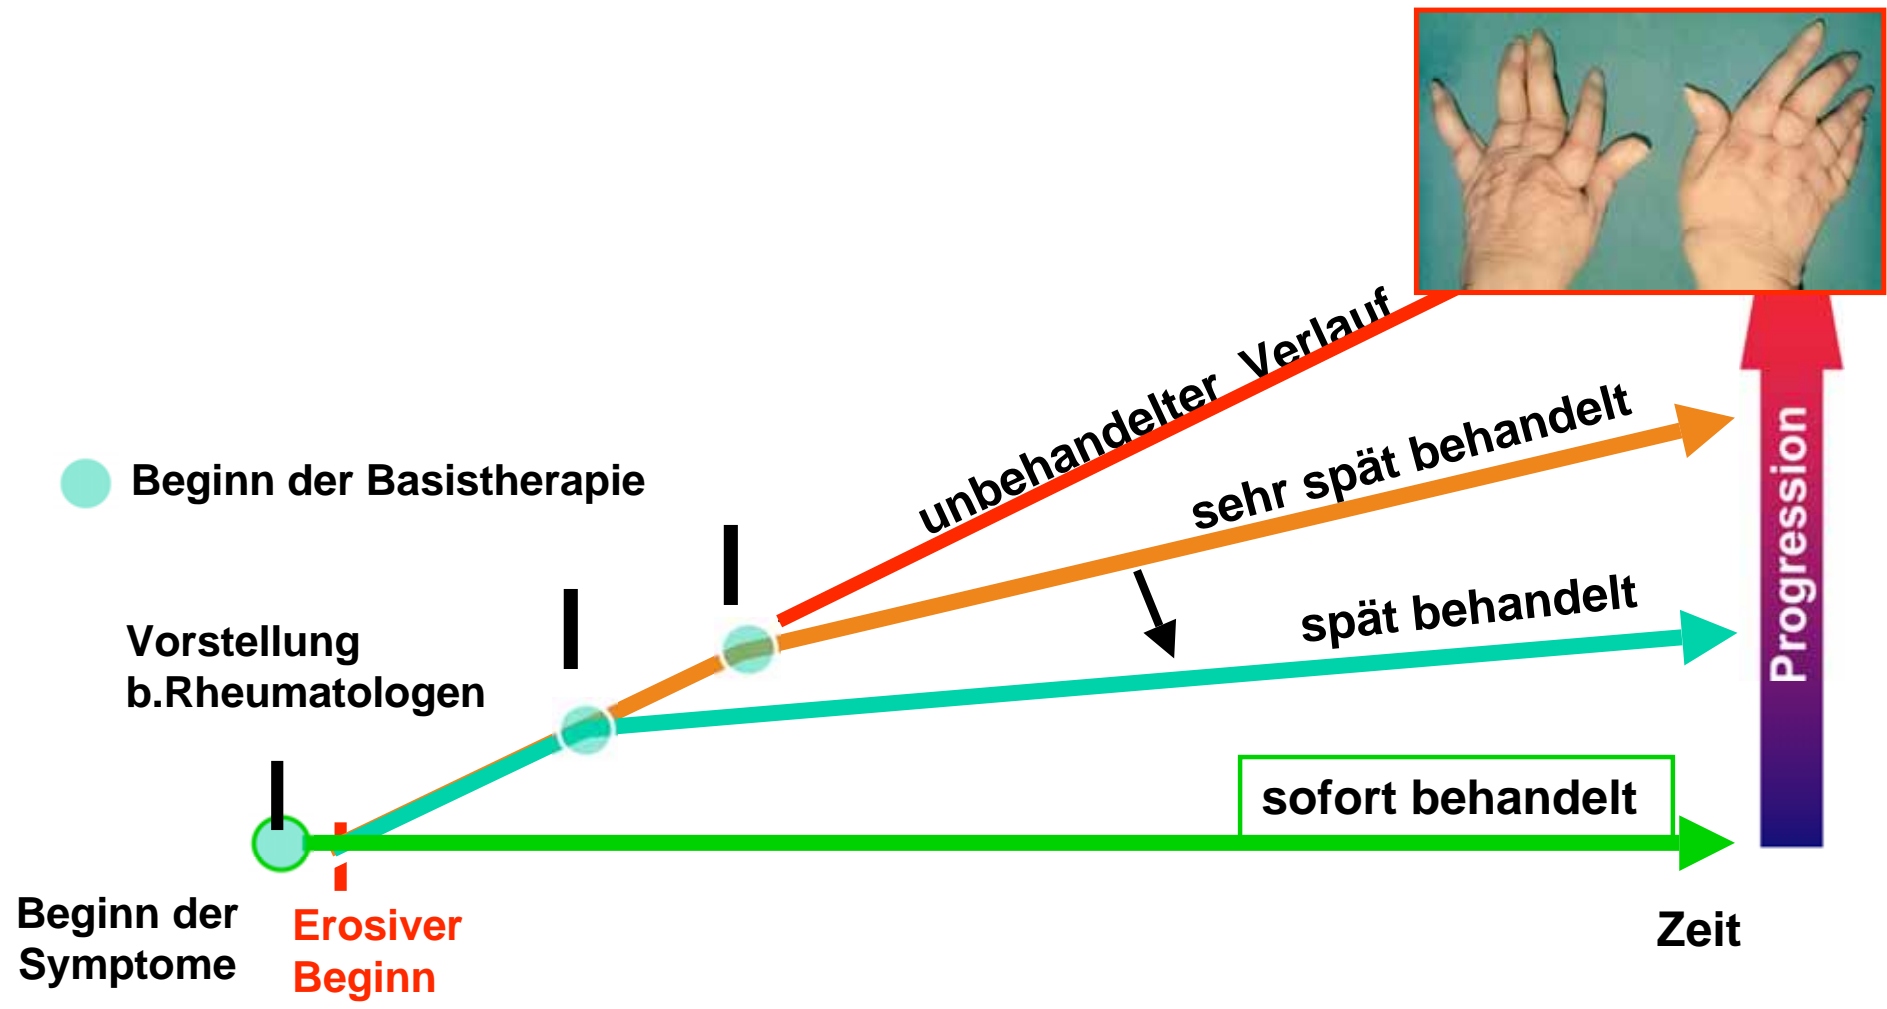 unbehandelter Verlauf
sehr spät behandelt
Beginn der Basistherapie
spät behandelt
Vorstellung
b.Rheumatologen
sofort behandelt
Progression
Beginn der
Symptome
Erosiver
Beginn
Zeit